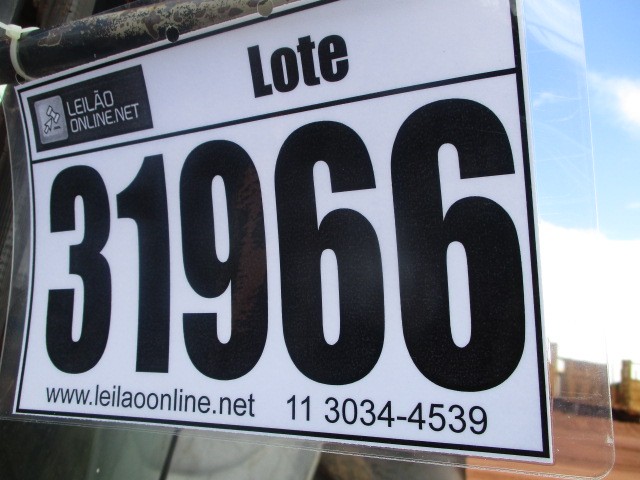 Lote
LEILÃO
ONLINE.NET
31966
www.leilaoonline.net 11 3034-4539